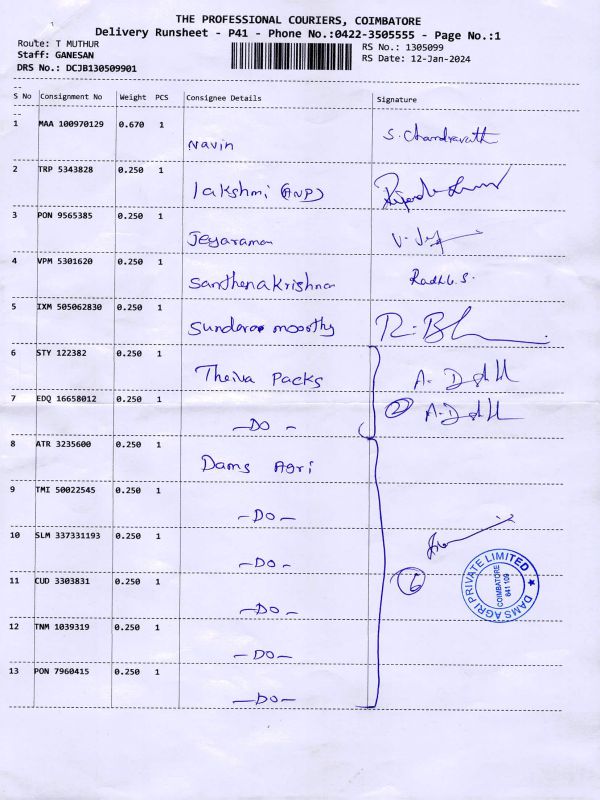 THE PROFESSIONAL COURIERS, COIMBATORE
Delivery Runsheet - P41 - Phone No.:0422-3505555 - Page No.:1
Route: T MUTHUR
RS No.: 1305099
Staff: GANESAN
RS Date: 12-Jan-2024
DRS No.: DCJB130509901
S No Consignment No Weight PCS Consignee Details Signature
1 MAA 100970129 0.670 1
Navin S. Chandravath
2 TRP 5343828 0.250 1
lakshmi (ANP)
3 PON 9565385 0.250 1
Jeyaraman
4 VPM 5301620 0.250 1
Santhenakrishna
5 IXM 505062830 0.250 1
Sundara moorthy
6 STY 122382 0.250 1
Theiva Packs
7 EDQ 16658012 0.250 1
2
-DO-
8 ATR 3235600 0.250 1
Dams Agri
9 TMI 50022545 0.250 1
-DO-
10 SLM 337331193 0.250 1
-DO-
11 CUD 3303831 0.250 1
6
DAMS AGRI PRIVATE LIMITED
COIMBATORE
641 109
-DO-
12 TNM 1039319 0.250 1
-DO-
13 PON 7960415 0.250 1
-DO-